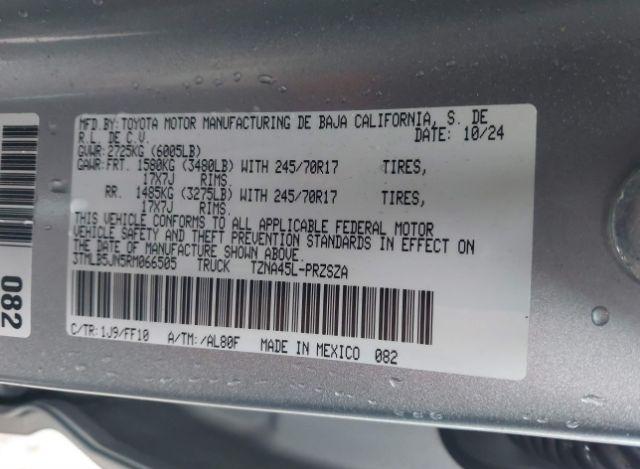 MFD.BY:TOYOTA MOTOR MANUFACTURING DE BAJA CALIFORNIA, S. DE
R.L. DE C.V. DATE: 10/24
GVWR:2725KG (6005LB)
GAWR:FRT. 1580KG (3480LB) WITH 245/70R17 TIRES,
17X7J RIMS.
RR. 1485KG (3275LB) WITH 245/70R17 TIRES,
17X7J RIMS.
THIS VEHICLE CONFORMS TO ALL APPLICABLE FEDERAL MOTOR
VEHICLE SAFETY AND THEFT PREVENTION STANDARDS IN EFFECT ON
THE DATE OF MANUFACTURE SHOWN ABOVE.
3TMLB5JN5RM066505 TRUCK TZNA45L-PRZSZA
C/TR:1J9/FF10 A/TM:/AL80F MADE IN MEXICO 082
082